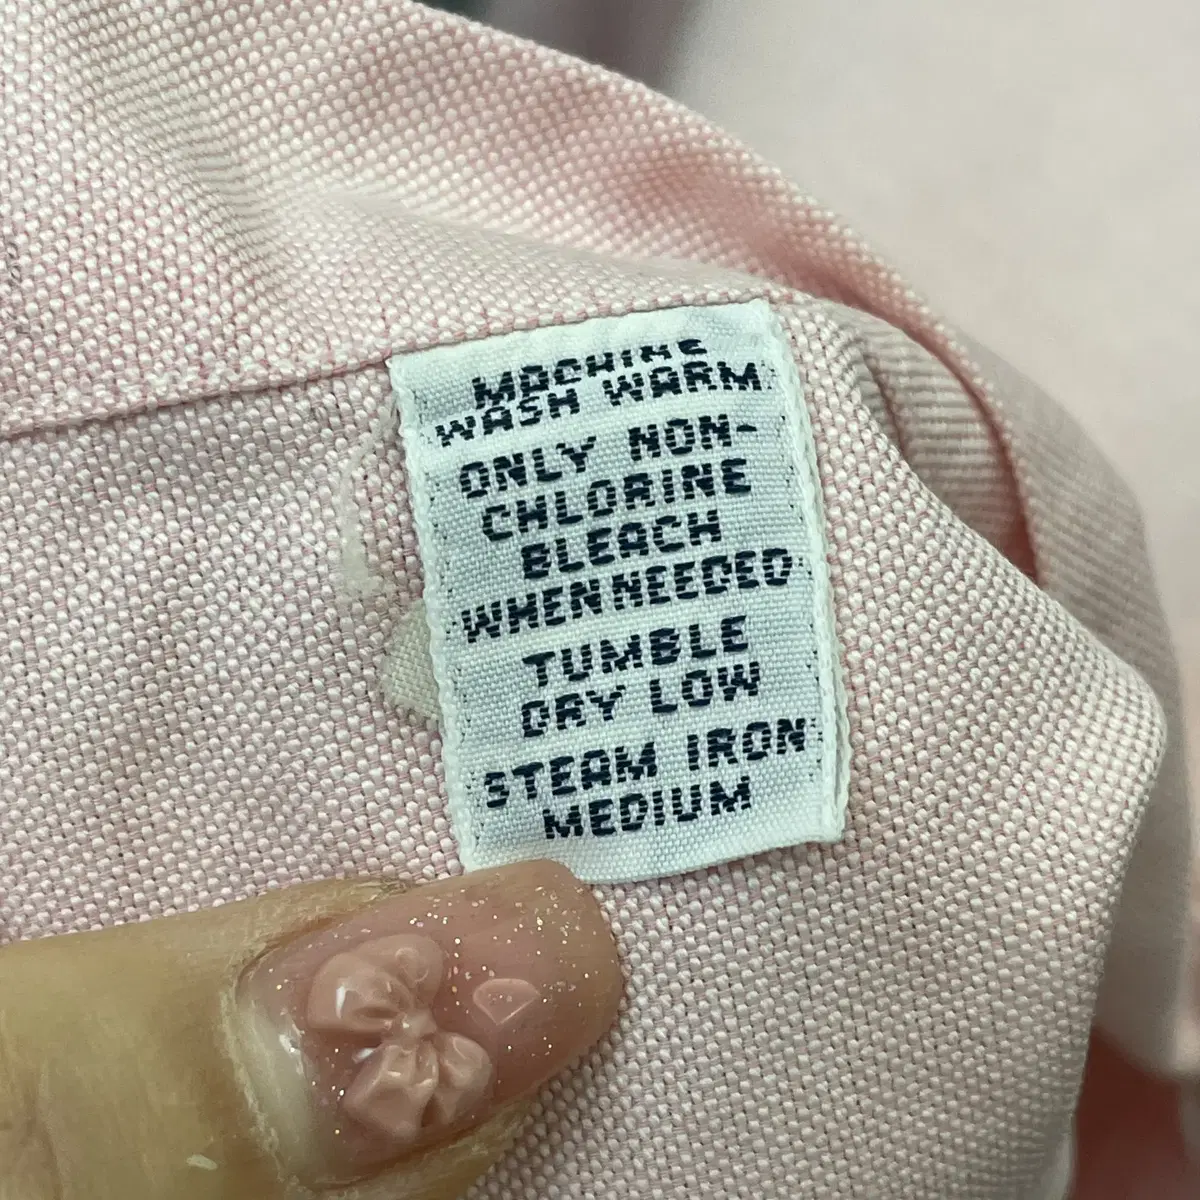 MACHINE
WASH WARM
ONLY NON-
CHLORINE
BLEACH
WHEN NEEDED
TUMBLE
DRY LOW
STEAM IRON
MEDIUM